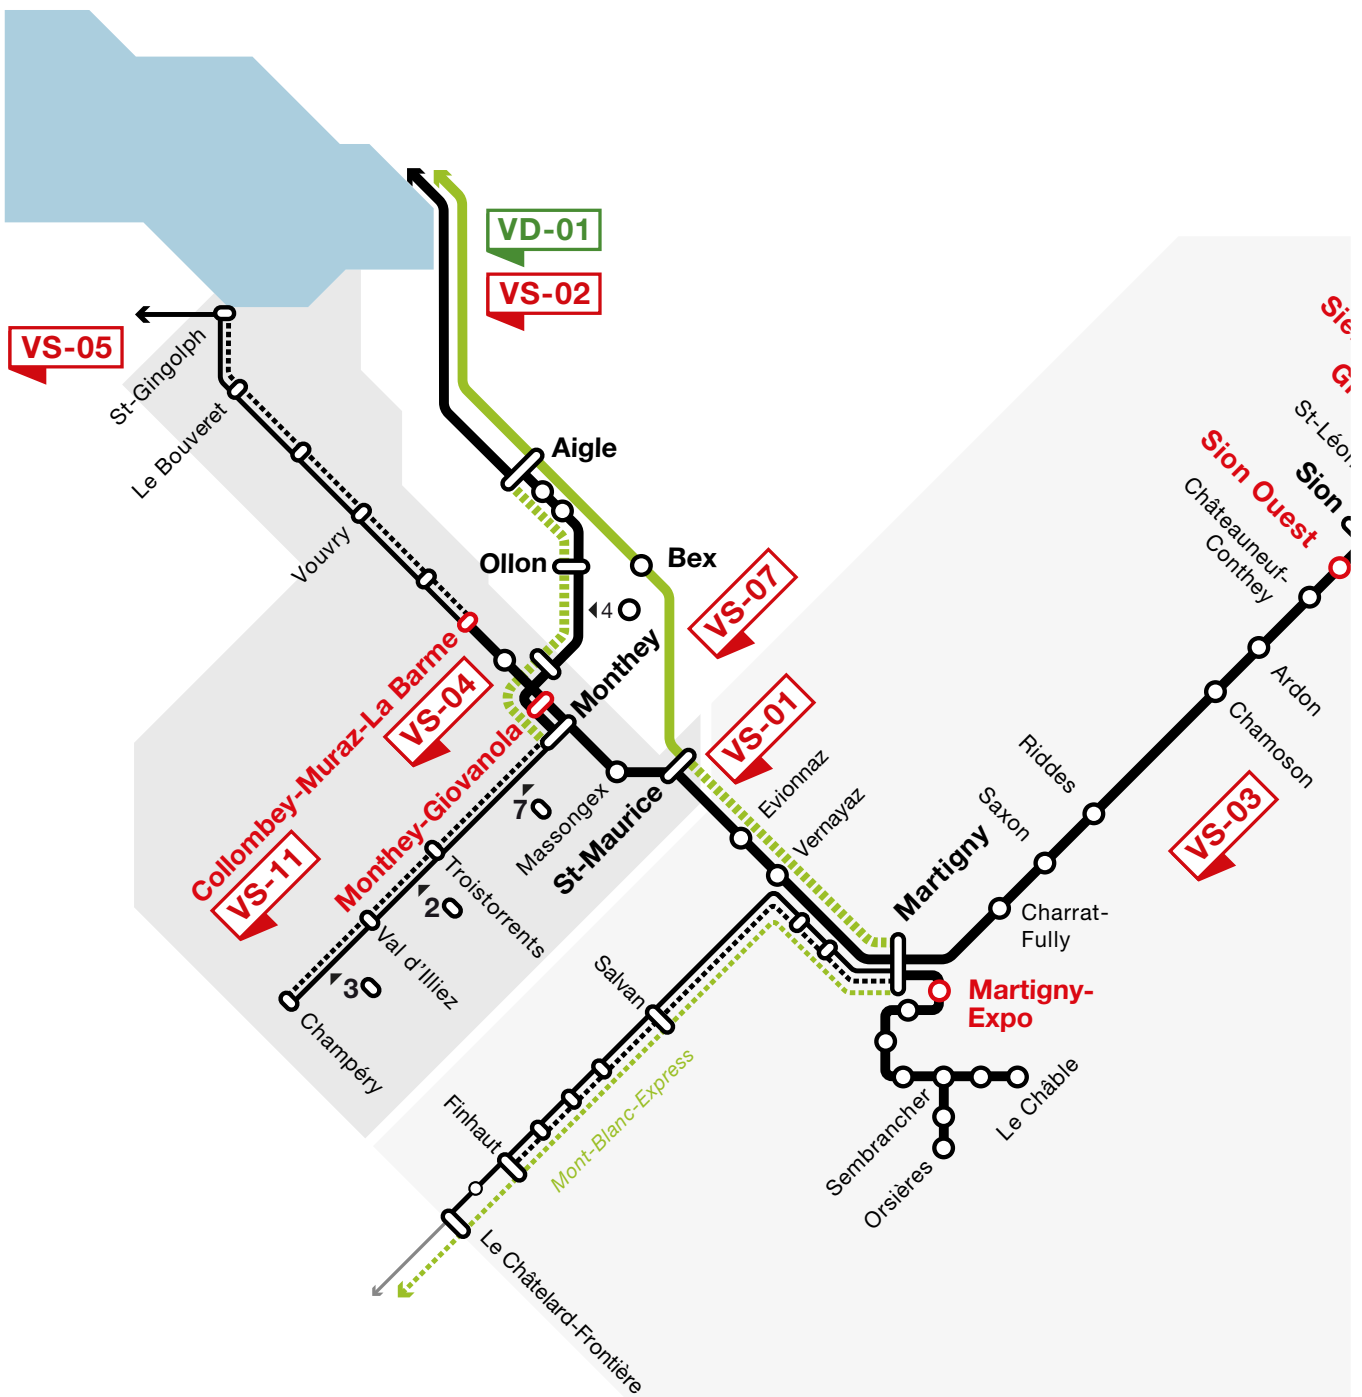 VD-01
VS-02
VS-05
St-Gingolph
Le Bouveret
Vouvry
Aigle
Ollon
Bex
4
VS-07
Monthey
Collombey-Muraz-La Barme
VS-04
Monthey-Giovanola
VS-11
7
Massongex
St-Maurice
VS-01
Evionnaz
Vernayaz
Troistorrents
2
Val d'Illiez
3
Champéry
Martigny
Saxon
Riddes
Charrat-
Fully
Chamoson
Ardon
VS-03
Châteauneuf-
Conthey
Sion Ouest
Sion
Martigny-
Expo
Salvan
Finhaut
Mont-Blanc-Express
Le Châtelard-Frontière
Sembrancher
Orsières
Le Châble